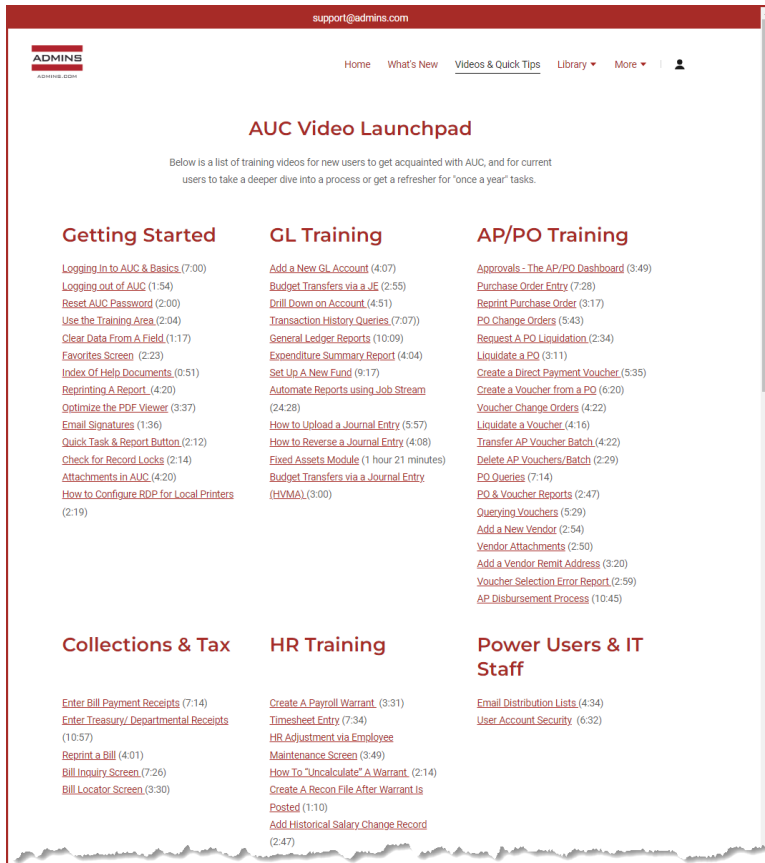 support@admins.com
ADMINS
ADMINS.COM
Home What's New Videos & Quick Tips Library More
AUC Video Launchpad
Below is a list of training videos for new users to get acquainted with AUC, and for current
users to take a deeper dive into a process or get a refresher for "once a year" tasks.
Getting Started
Logging In to AUC & Basics (7:00)
Logging out of AUC (1:54)
Reset AUC Password (2:00)
Use the Training Area (2:04)
Clear Data From A Field (1:17)
Favorites Screen (2:23)
Index Of Help Documents (0:51)
Reprinting A Report (4:20)
Optimize the PDF Viewer (3:37)
Email Signatures (1:36)
Quick Task & Report Button (2:12)
Check for Record Locks (2:14)
Attachments in AUC (4:20)
How to Configure RDP for Local Printers
(2:19)
GL Training
Add a New GL Account (4:07)
Budget Transfers via a JE (2:55)
Drill Down on Account (4:51)
Transaction History Queries (7:07))
General Ledger Reports (10:09)
Expenditure Summary Report (4:04)
Set Up A New Fund (9:17)
Automate Reports using Job Stream
(24:28)
How to Upload a Journal Entry (5:57)
How to Reverse a Journal Entry (4:08)
Fixed Assets Module (1 hour 21 minutes)
Budget Transfers via a Journal Entry
(HVMA) (3:00)
AP/PO Training
Approvals - The AP/PO Dashboard (3:49)
Purchase Order Entry (7:28)
Reprint Purchase Order (3:17)
PO Change Orders (5:43)
Request A PO Liquidation (2:34)
Liquidate a PO (3:11)
Create a Direct Payment Voucher (5:35)
Create a Voucher from a PO (6:20)
Voucher Change Orders (4:22)
Liquidate a Voucher (4:16)
Transfer AP Voucher Batch (4:22)
Delete AP Vouchers/Batch (2:29)
PO Queries (7:14)
PO & Voucher Reports (2:47)
Querying Vouchers (5:29)
Add a New Vendor (2:54)
Vendor Attachments (2:50)
Add a Vendor Remit Address (3:20)
Voucher Selection Error Report (2:59)
AP Disbursement Process (10:45)
Collections & Tax
Enter Bill Payment Receipts (7:14)
Enter Treasury/ Departmental Receipts
(10:57)
Reprint a Bill (4:01)
Bill Inquiry Screen (7:26)
Bill Locator Screen (3:30)
HR Training
Create A Payroll Warrant (3:31)
Timesheet Entry (7:34)
HR Adjustment via Employee
Maintenance Screen (3:49)
How To "Uncalculate" A Warrant (2:14)
Create A Recon File After Warrant Is
Posted (1:10)
Add Historical Salary Change Record
(2:47)
Power Users & IT
Staff
Email Distribution Lists (4:34)
User Account Security (6:32)